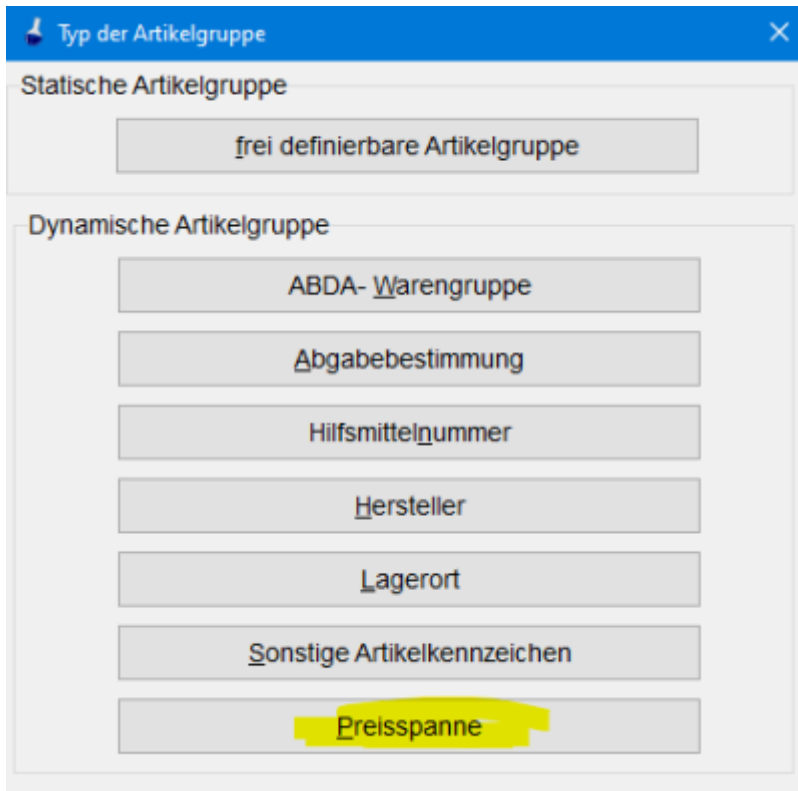 Typ der Artikelgruppe
Statische Artikelgruppe
frei definierbare Artikelgruppe
Dynamische Artikelgruppe
ABDA- Warengruppe
Abgabebestimmung
Hilfsmittelnummer
Hersteller
Lagerort
Sonstige Artikelkennzeichen
Preisspanne